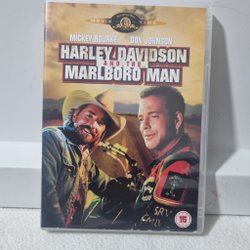 MICKEY ROURKE DON JOHNSON
HARLEY DAVIDSON
AND THE
MARLBORO MAN
15